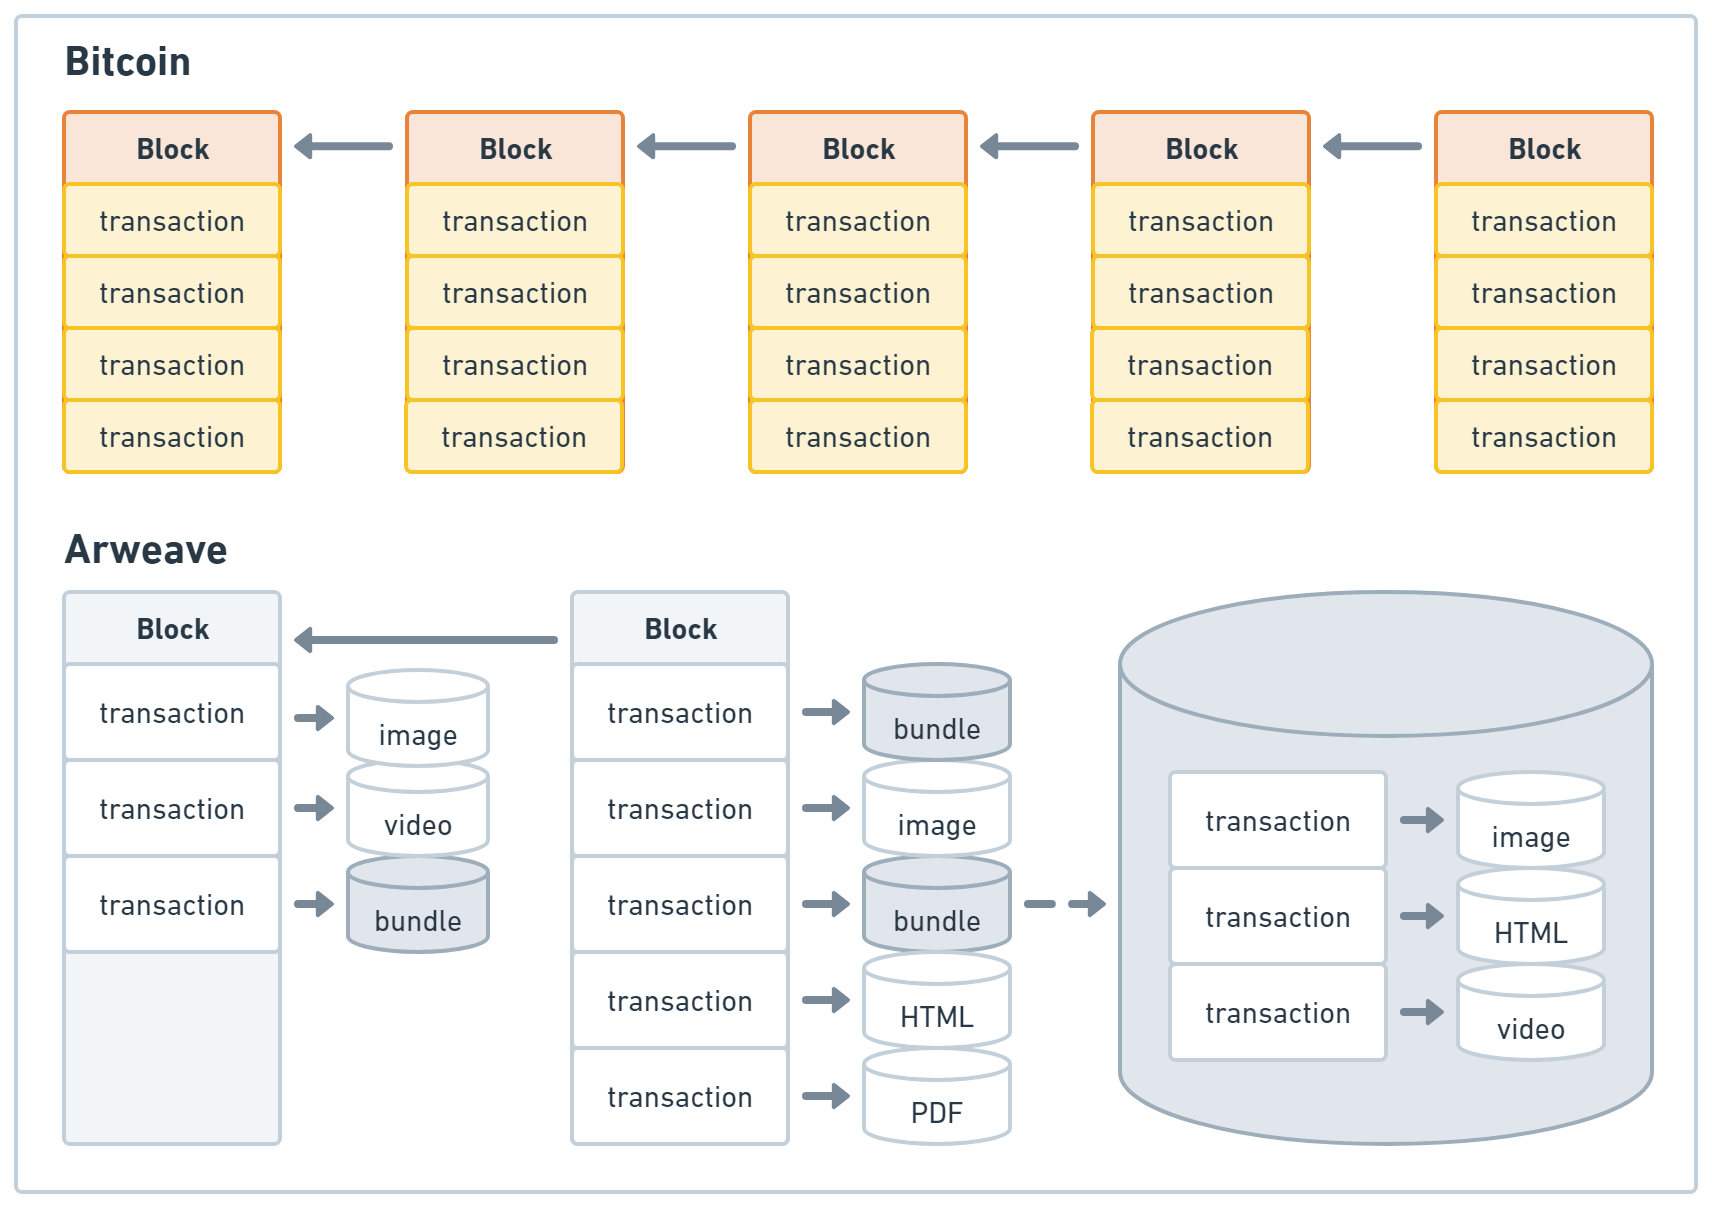 Bitcoin
Block Block Block Block Block
transaction transaction transaction transaction transaction
transaction transaction transaction transaction transaction
transaction transaction transaction transaction transaction
transaction transaction transaction transaction transaction
Arweave
Block
transaction image
transaction video
transaction bundle
Block
transaction bundle
transaction image
transaction bundle
transaction HTML
transaction PDF
transaction image
transaction HTML
transaction video